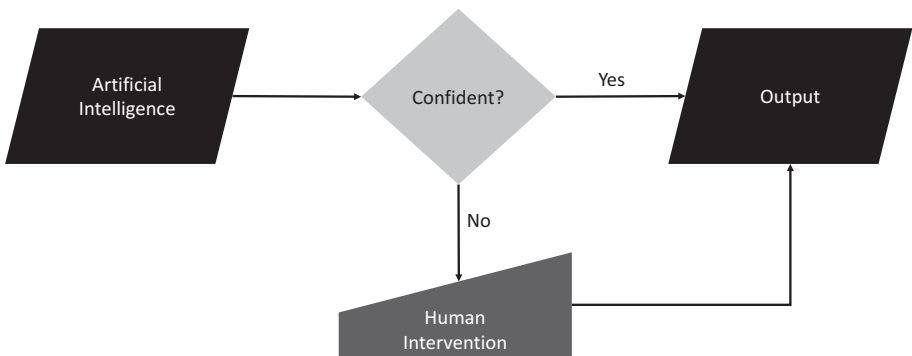 Artificial
Intelligence
Confident?
Yes
Output
No
Human
Intervention